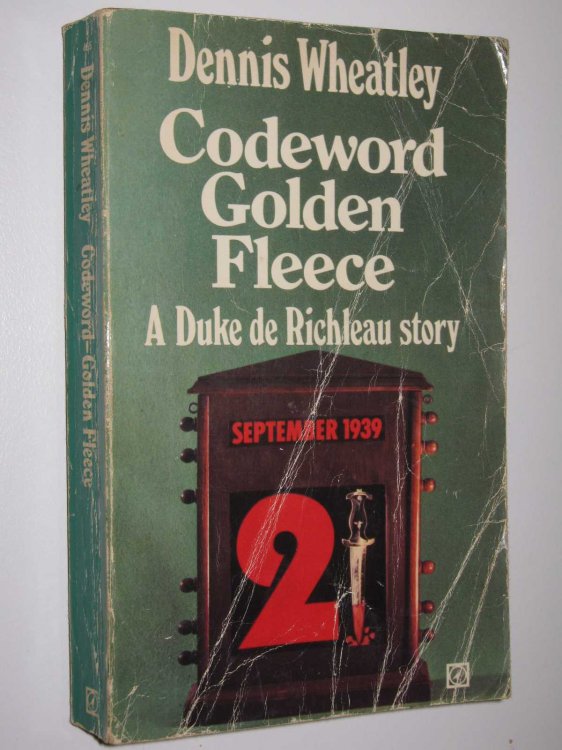 Dennis Wheatley
Codeword
Golden
Fleece
A Duke de Richleau story
SEPTEMBER 1939
2
Dennis Wheatley Codeword-Golden Fleece